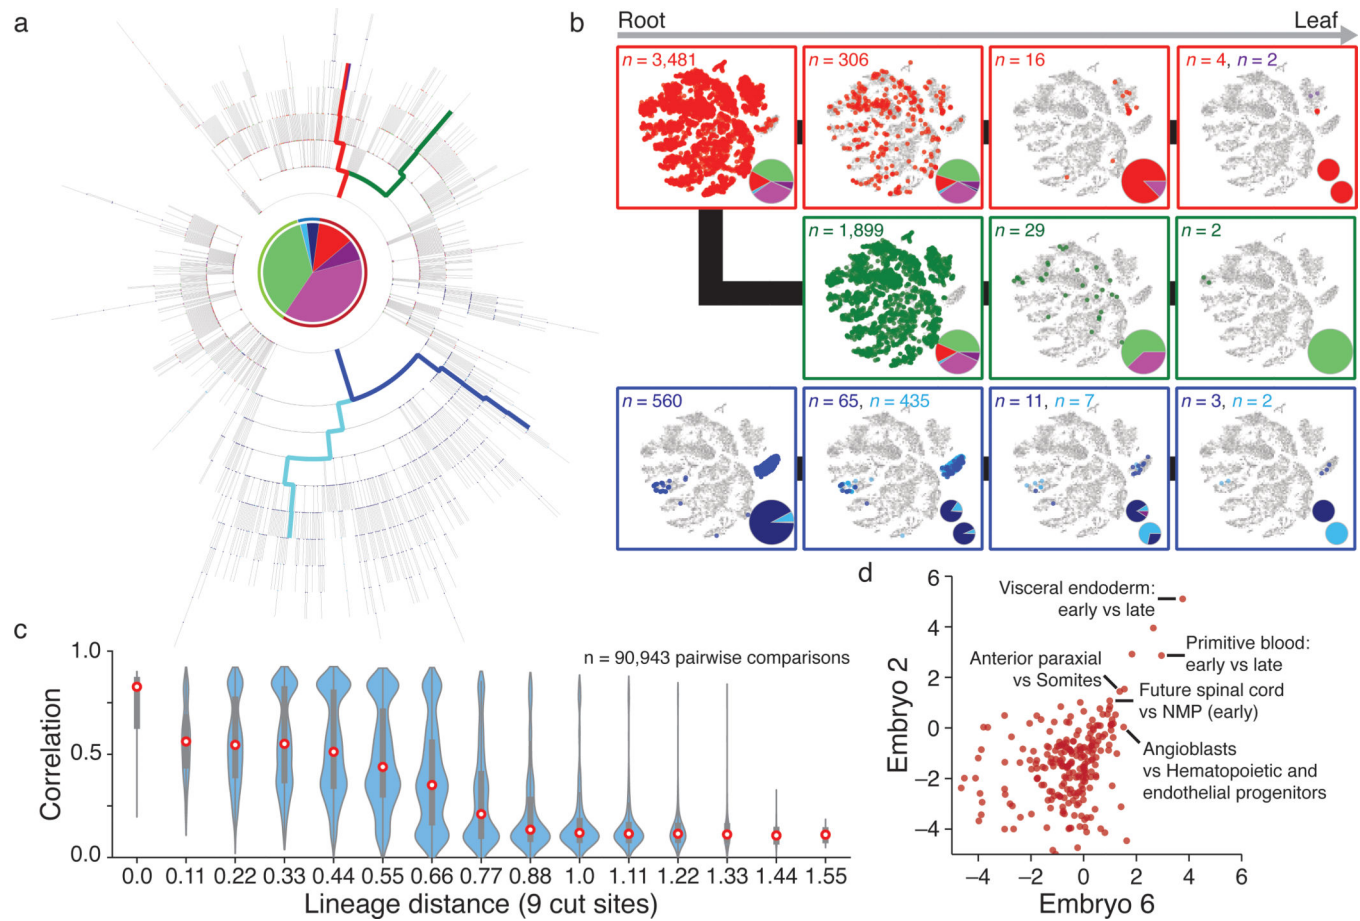 a
b
Root
Leaf
n = 3,481
n = 306
n = 16
n = 4, n = 2
n = 1,899
n = 29
n = 2
n = 560
n = 65, n = 435
n = 11, n = 7
n = 3, n = 2
c
1.0
0.5
0.0
Correlation
n = 90,943 pairwise comparisons
0.0 0.11 0.22 0.33 0.44 0.55 0.66 0.77 0.88 1.0 1.11 1.22 1.33 1.44 1.55
Lineage distance (9 cut sites)
d
6
4
2
0
−2
−4
Embryo 2
Visceral endoderm:
early vs late
Primitive blood:
early vs late
Anterior paraxial
vs Somites
Future spinal cord
vs NMP (early)
Angioblasts
vs Hematopoietic and
endothelial progenitors
−4 −2 0 2 4 6
Embryo 6